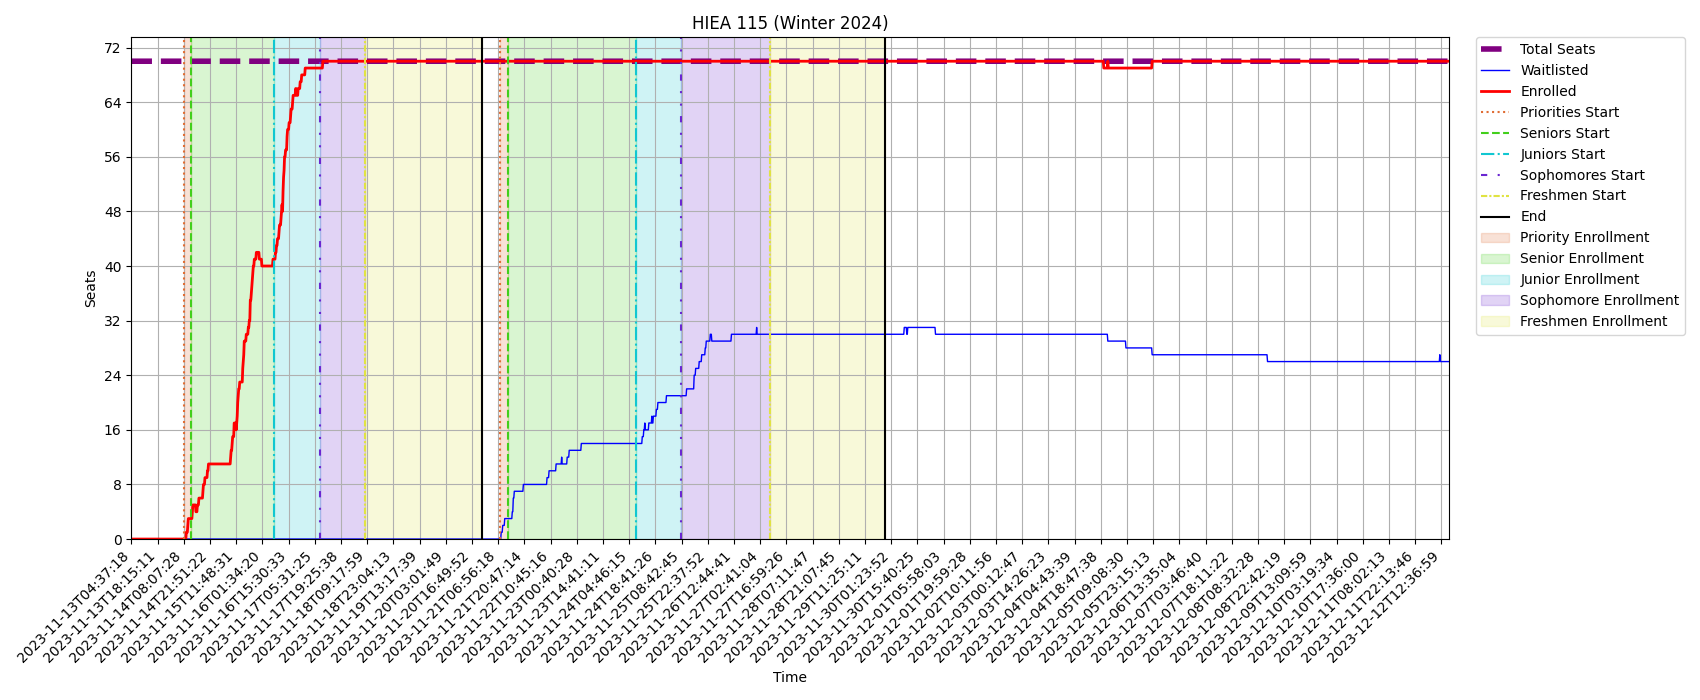 HIEA 115 (Winter 2024)
72
64
56
48
40
32
24
16
8
0
Seats
2023-11-13T04:37:18
2023-11-13T18:15:11
2023-11-14T08:07:28
2023-11-14T21:51:22
2023-11-15T11:48:31
2023-11-16T01:34:20
2023-11-16T15:30:33
2023-11-17T05:31:25
2023-11-17T19:25:38
2023-11-18T09:17:59
2023-11-18T23:04:13
2023-11-19T13:17:39
2023-11-20T03:01:49
2023-11-20T16:49:52
2023-11-21T06:56:18
2023-11-21T20:47:14
2023-11-22T10:45:16
2023-11-23T00:40:28
2023-11-23T14:41:11
2023-11-24T04:46:15
2023-11-24T18:41:26
2023-11-25T08:42:45
2023-11-25T22:37:52
2023-11-26T12:44:41
2023-11-27T02:41:04
2023-11-27T16:59:26
2023-11-28T07:11:47
2023-11-28T21:07:45
2023-11-29T11:25:11
2023-11-30T01:23:52
2023-11-30T15:40:25
2023-12-01T05:58:03
2023-12-01T19:59:28
2023-12-02T10:11:56
2023-12-03T00:12:47
2023-12-03T14:26:23
2023-12-04T04:43:39
2023-12-04T18:47:38
2023-12-05T09:08:30
2023-12-05T23:15:13
2023-12-06T13:35:04
2023-12-07T03:46:40
2023-12-07T18:11:22
2023-12-08T08:32:28
2023-12-08T22:42:19
2023-12-09T13:09:59
2023-12-10T03:19:34
2023-12-10T17:36:00
2023-12-11T08:02:13
2023-12-11T22:13:46
2023-12-12T12:36:59
Time
Total Seats
Waitlisted
Enrolled
Priorities Start
Seniors Start
Juniors Start
Sophomores Start
Freshmen Start
End
Priority Enrollment
Senior Enrollment
Junior Enrollment
Sophomore Enrollment
Freshmen Enrollment